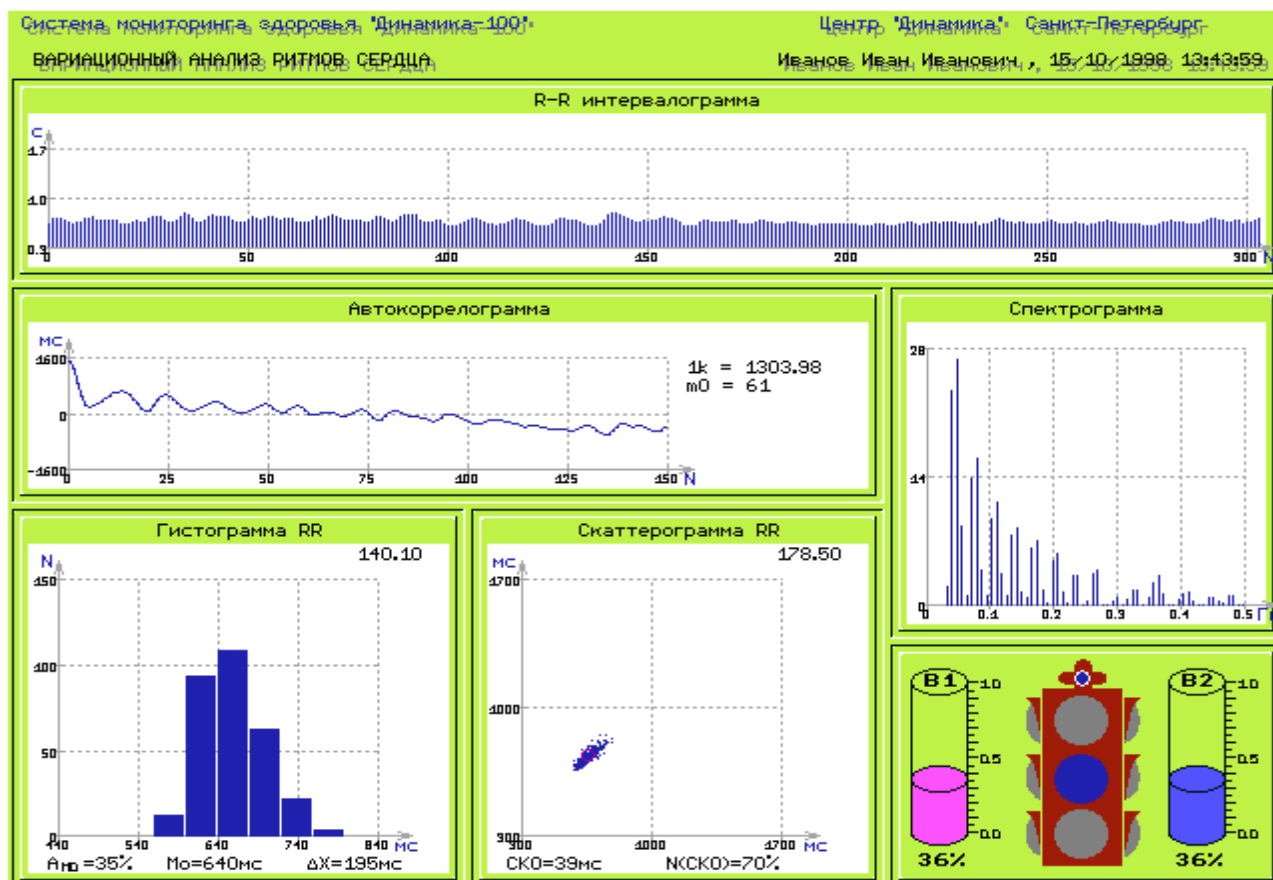 Система мониторинга здоровья "Динамика-100"
Центр "Динамика" Санкт-Петербург
ВАРИАЦИОННЫЙ АНАЛИЗ РИТМОВ СЕРДЦА
Иванов Иван Иванович , 15/10/1998 13:43:59
R-R интервалограмма
с
1.7
1.0
0.3
0 50 100 150 200 250 300 N
Автокоррелограмма
мс
1600
0
-1600
0 25 50 75 100 125 150 N
1k = 1303.98
m0 = 61
Спектрограмма
28
14
0
0 0.1 0.2 0.3 0.4 0.5
Гистограмма RR
140.10
N
150
100
50
0
440 540 640 740 840 мс
Амо=35% Мо=640мс ΔX=195мс
Скаттерограмма RR
178.50
мс
1700
1000
300
300 1000 1700 мс
СКО=39мс N(СКО)=70%
B1
1.0
0.5
0.0
36%
B2
1.0
0.5
0.0
36%